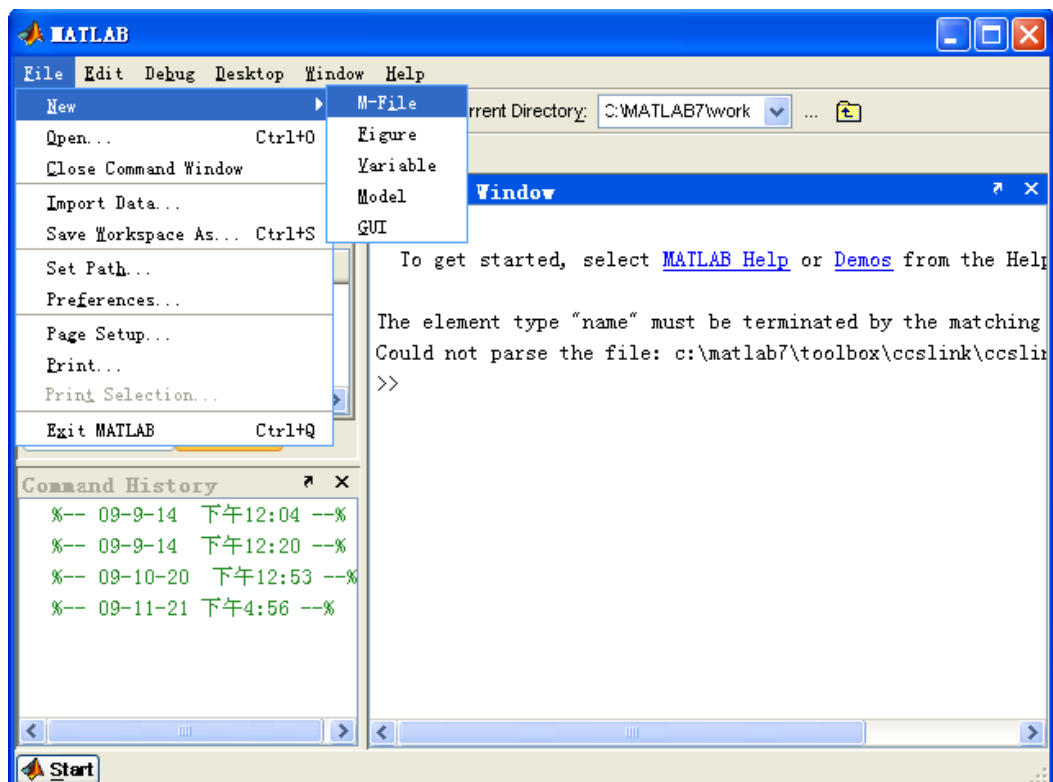 MATLAB
File Edit Debug Desktop Window Help
New
Open... Ctrl+O
Close Command Window
Import Data...
Save Workspace As... Ctrl+S
Set Path...
Preferences...
Page Setup...
Print...
Print Selection...
Exit MATLAB Ctrl+Q
M-File
Figure
Variable
Model
GUI
rrent Directory: C:\MATLAB7\work ...
Window
To get started, select MATLAB Help or Demos from the Help
The element type "name" must be terminated by the matching
Could not parse the file: c:\matlab7\toolbox\ccslink\ccslin
>>
Command History
%-- 09-9-14 下午12:04 --%
%-- 09-9-14 下午12:20 --%
%-- 09-10-20 下午12:53 --%
%-- 09-11-21 下午4:56 --%
Start